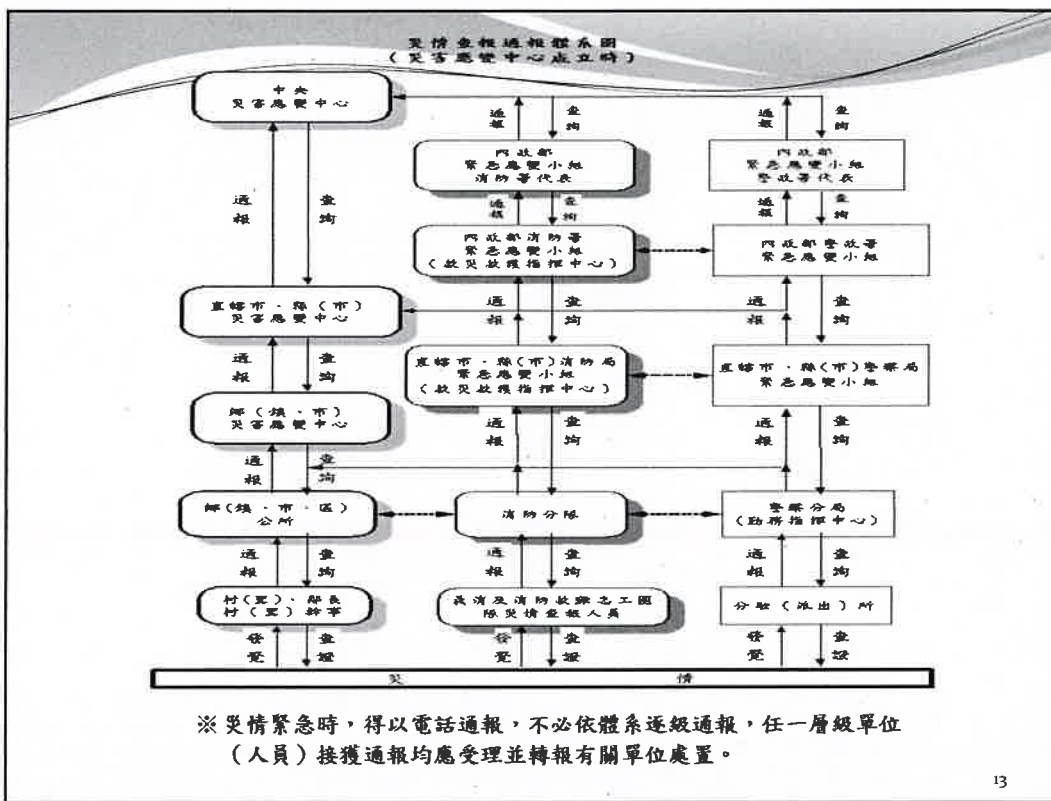 災情查報通報體系圖
(災害應變中心成立時)
中央
災害應變中心
通報
查詢
通報
查詢
內政部
緊急應變小組
消防署代表
內政部
緊急應變小組
警政署代表
通報
查詢
通報
查詢
通報
查詢
內政部消防署
緊急應變小組
(救災救護指揮中心)
內政部警政署
緊急應變小組
直轄市、縣(市)
災害應變中心
通報
查詢
通報
查詢
通報
查詢
直轄市、縣(市)消防局
緊急應變小組
(救災救護指揮中心)
直轄市、縣(市)警察局
緊急應變小組
鄉(鎮、市)
災害應變中心
通報
查詢
通報
查詢
通報
查詢
鄉(鎮、市、區)
公所
消防分隊
警察分局
(勤務指揮中心)
通報
查詢
通報
查詢
通報
查詢
村(里)、鄰長
村(里)幹事
義消及消防救難志工團
隊災情查報人員
分駐(派出)所
發覺
查證
發覺
查證
發覺
查證
災情
※災情緊急時,得以電話通報,不必依體系逐級通報,任一層級單位
(人員)接獲通報均應受理並轉報有關單位處置。
13